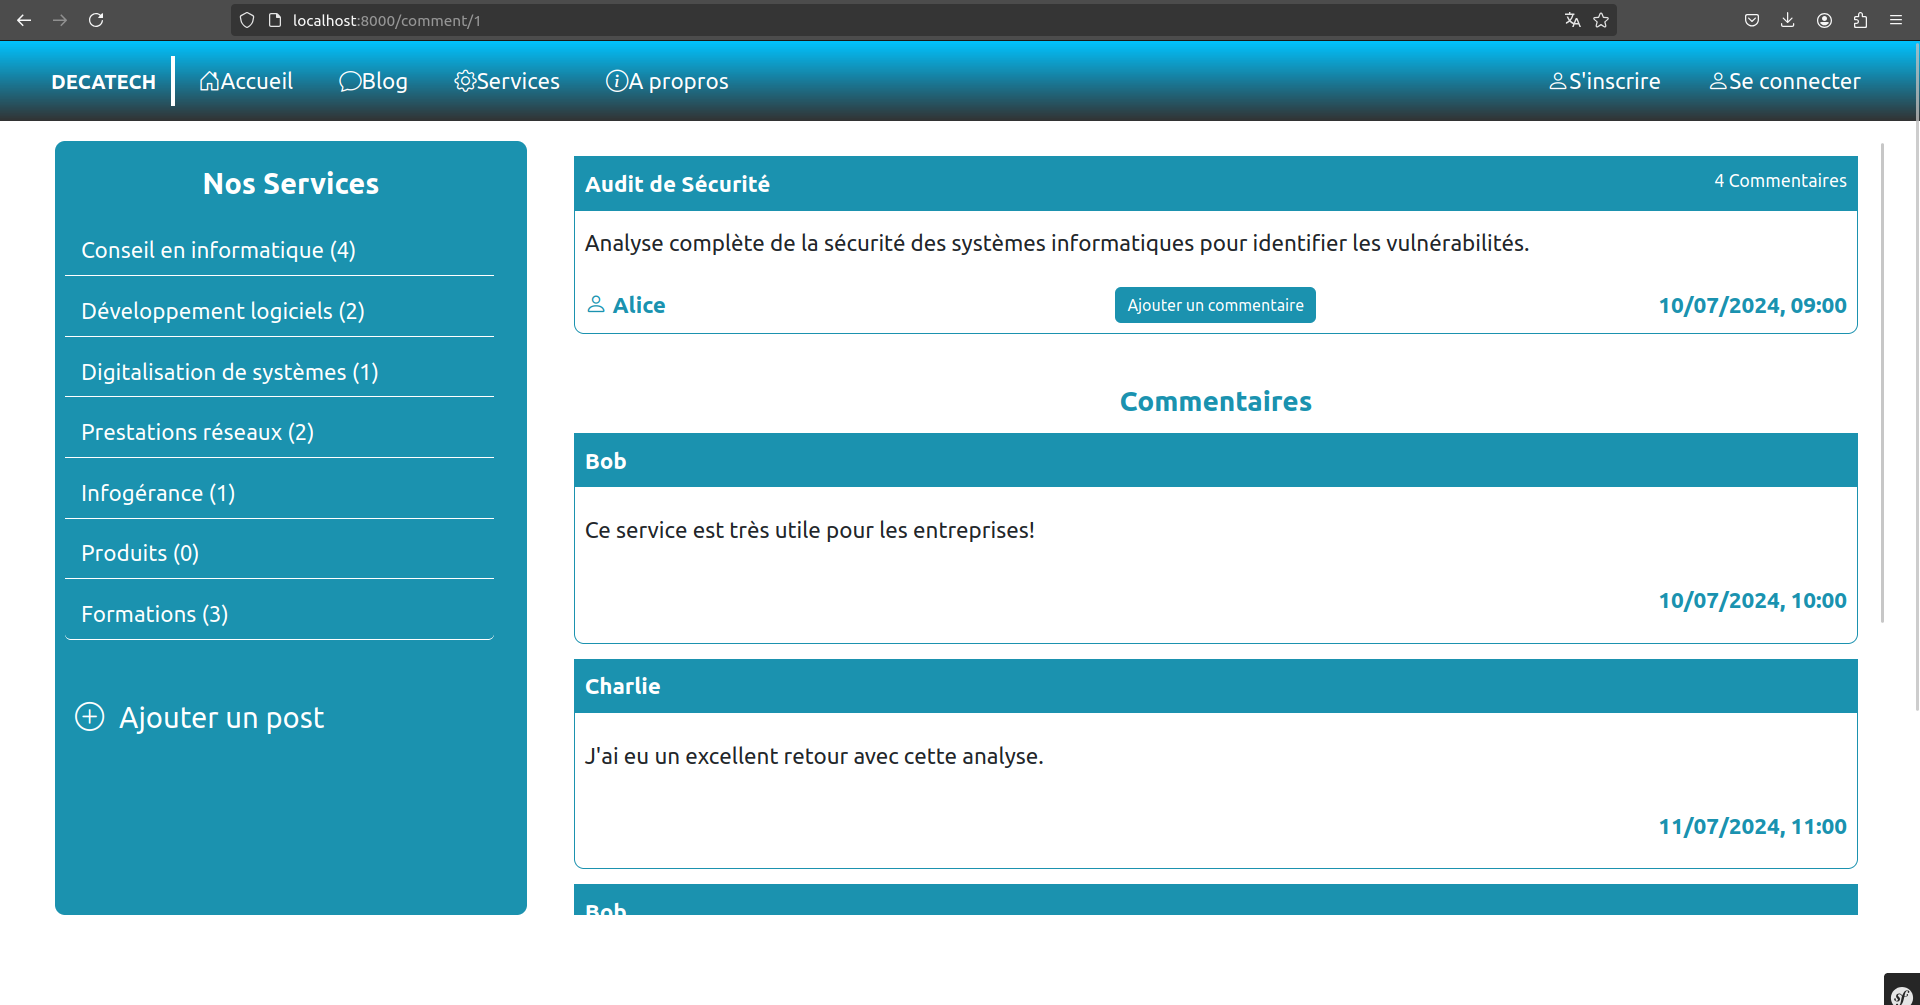 localhost:8000/comment/1
DECATECH
Accueil
Blog
Services
A propros
S'inscrire
Se connecter
Nos Services
Conseil en informatique (4)
Développement logiciels (2)
Digitalisation de systèmes (1)
Prestations réseaux (2)
Infogérance (1)
Produits (0)
Formations (3)
Ajouter un post
Audit de Sécurité
4 Commentaires
Analyse complète de la sécurité des systèmes informatiques pour identifier les vulnérabilités.
Alice
Ajouter un commentaire
10/07/2024, 09:00
Commentaires
Bob
Ce service est très utile pour les entreprises!
10/07/2024, 10:00
Charlie
J'ai eu un excellent retour avec cette analyse.
11/07/2024, 11:00
Bob
sf